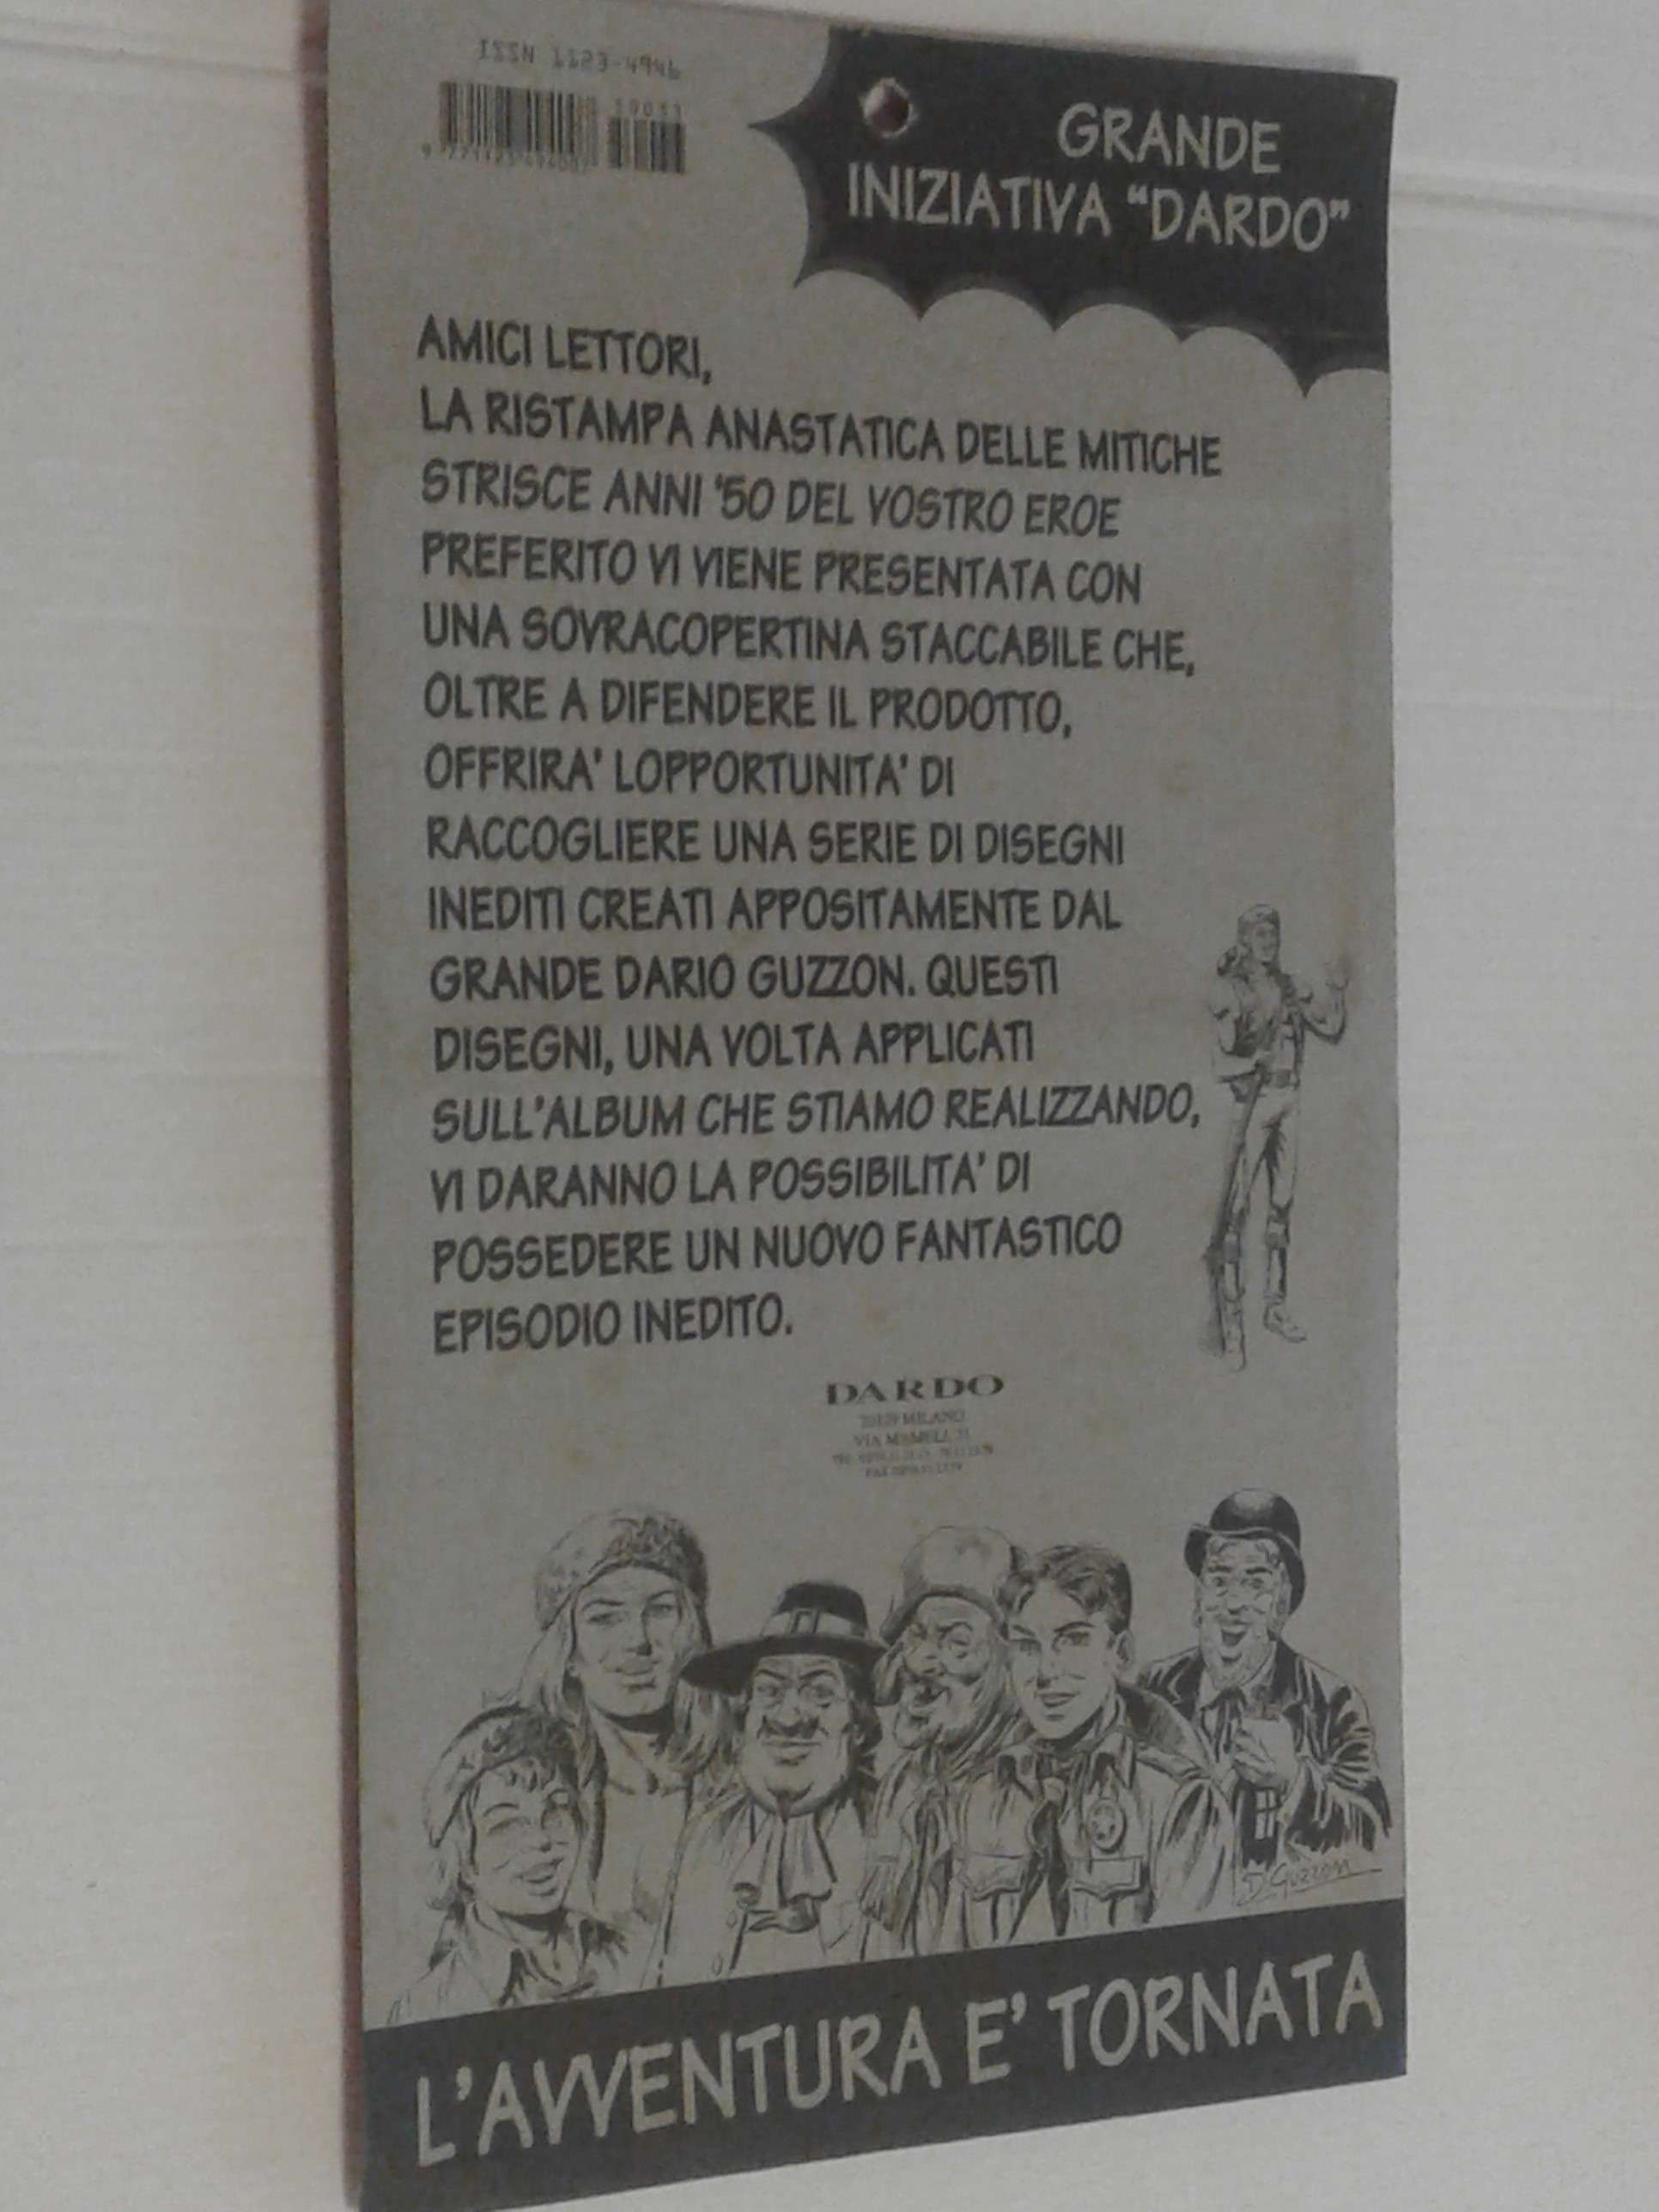 ISSN 1123-4946
GRANDE
INIZIATIVA "DARDO"
AMICI LETTORI,
LA RISTAMPA ANASTATICA DELLE MITICHE
STRISCE ANNI '50 DEL VOSTRO EROE
PREFERITO VI VIENE PRESENTATA CON
UNA SOVRACOPERTINA STACCABILE CHE,
OLTRE A DIFENDERE IL PRODOTTO,
OFFRIRA' LOPPORTUNITA' DI
RACCOGLIERE UNA SERIE DI DISEGNI
INEDITI CREATI APPOSITAMENTE DAL
GRANDE DARIO GUZZON. QUESTI
DISEGNI, UNA VOLTA APPLICATI
SULL'ALBUM CHE STIAMO REALIZZANDO,
VI DARANNO LA POSSIBILITA' DI
POSSEDERE UN NUOVO FANTASTICO
EPISODIO INEDITO.
DARDO
MILANO
VIA
D. Guzzon
L'AVVENTURA E' TORNATA